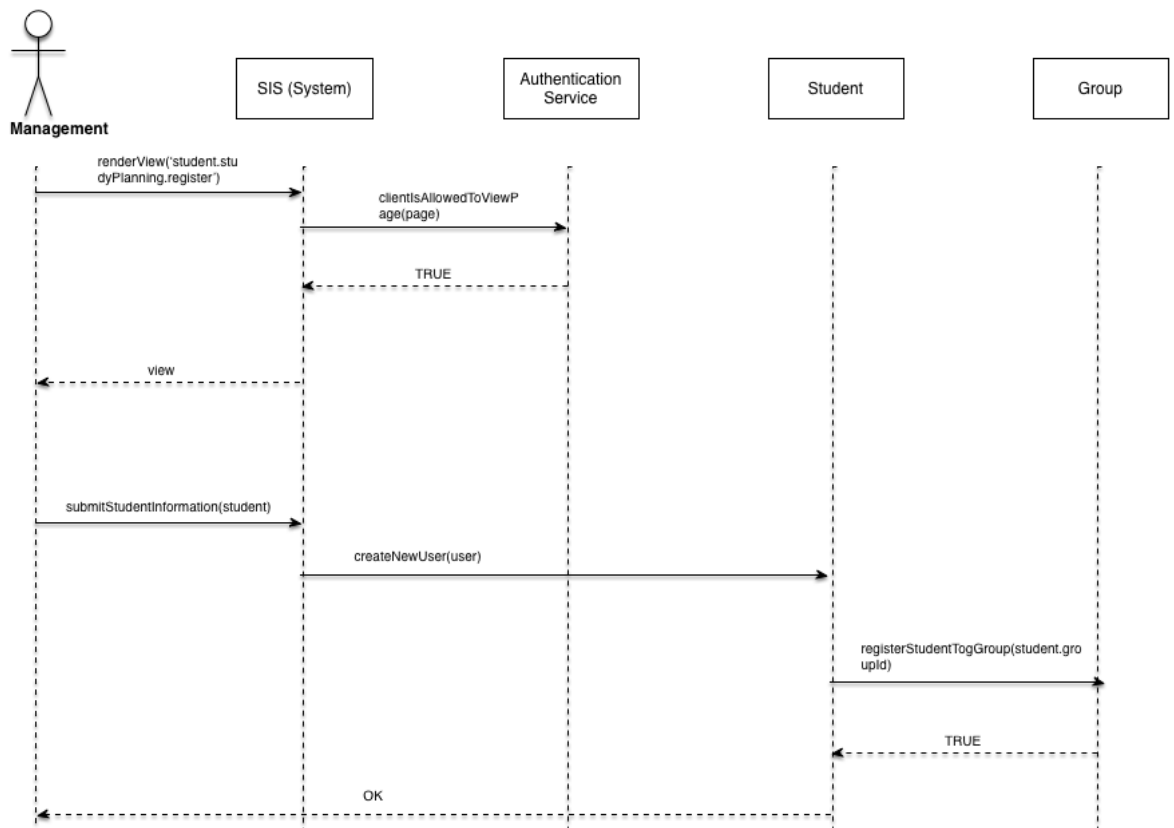 SIS (System)
Authentication
Service
Student
Group
Management
renderView('student.stu
dyPlanning.register')
clientIsAllowedToViewP
age(page)
TRUE
view
submitStudentInformation(student)
createNewUser(user)
registerStudentTogGroup(student.gro
upId)
TRUE
OK